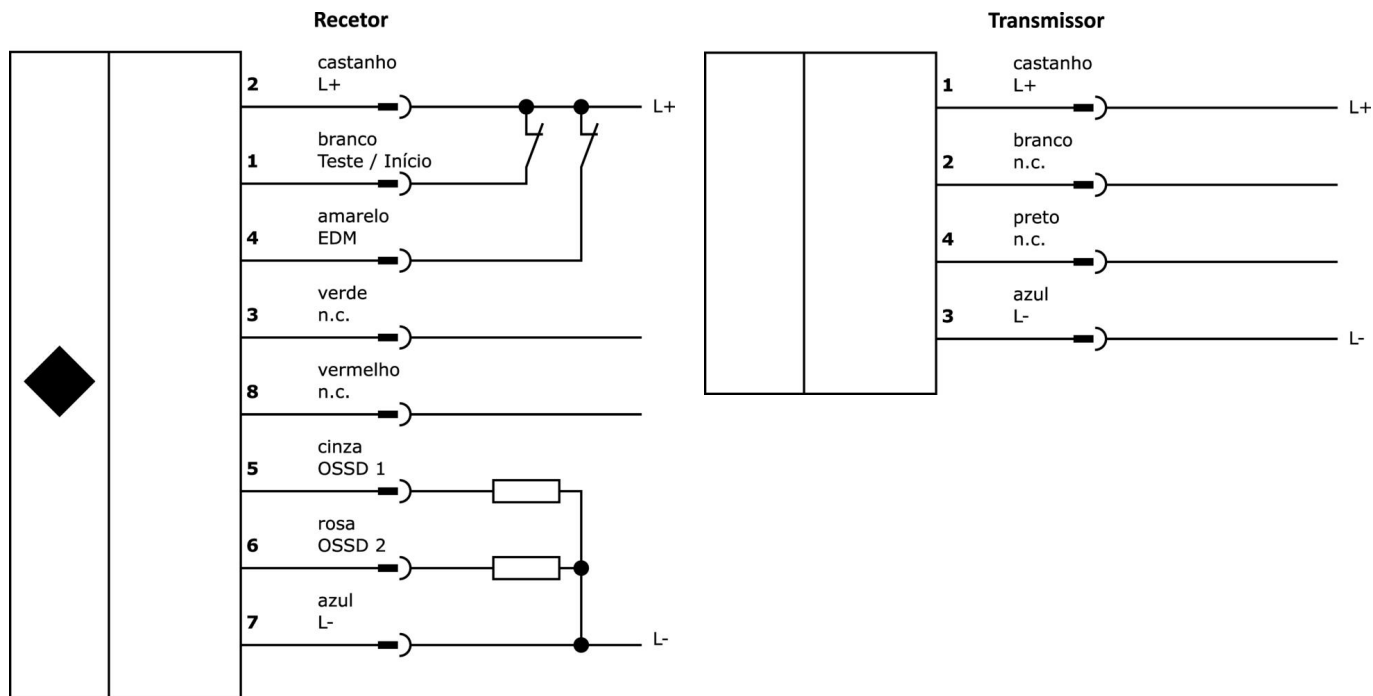 Recetor
castanho
2 L+
L+
branco
1 Teste / Início
amarelo
4 EDM
verde
3 n.c.
vermelho
8 n.c.
cinza
5 OSSD 1
rosa
6 OSSD 2
azul
7 L-
L-
Transmissor
castanho
1 L+
L+
branco
2 n.c.
preto
4 n.c.
azul
3 L-
L-